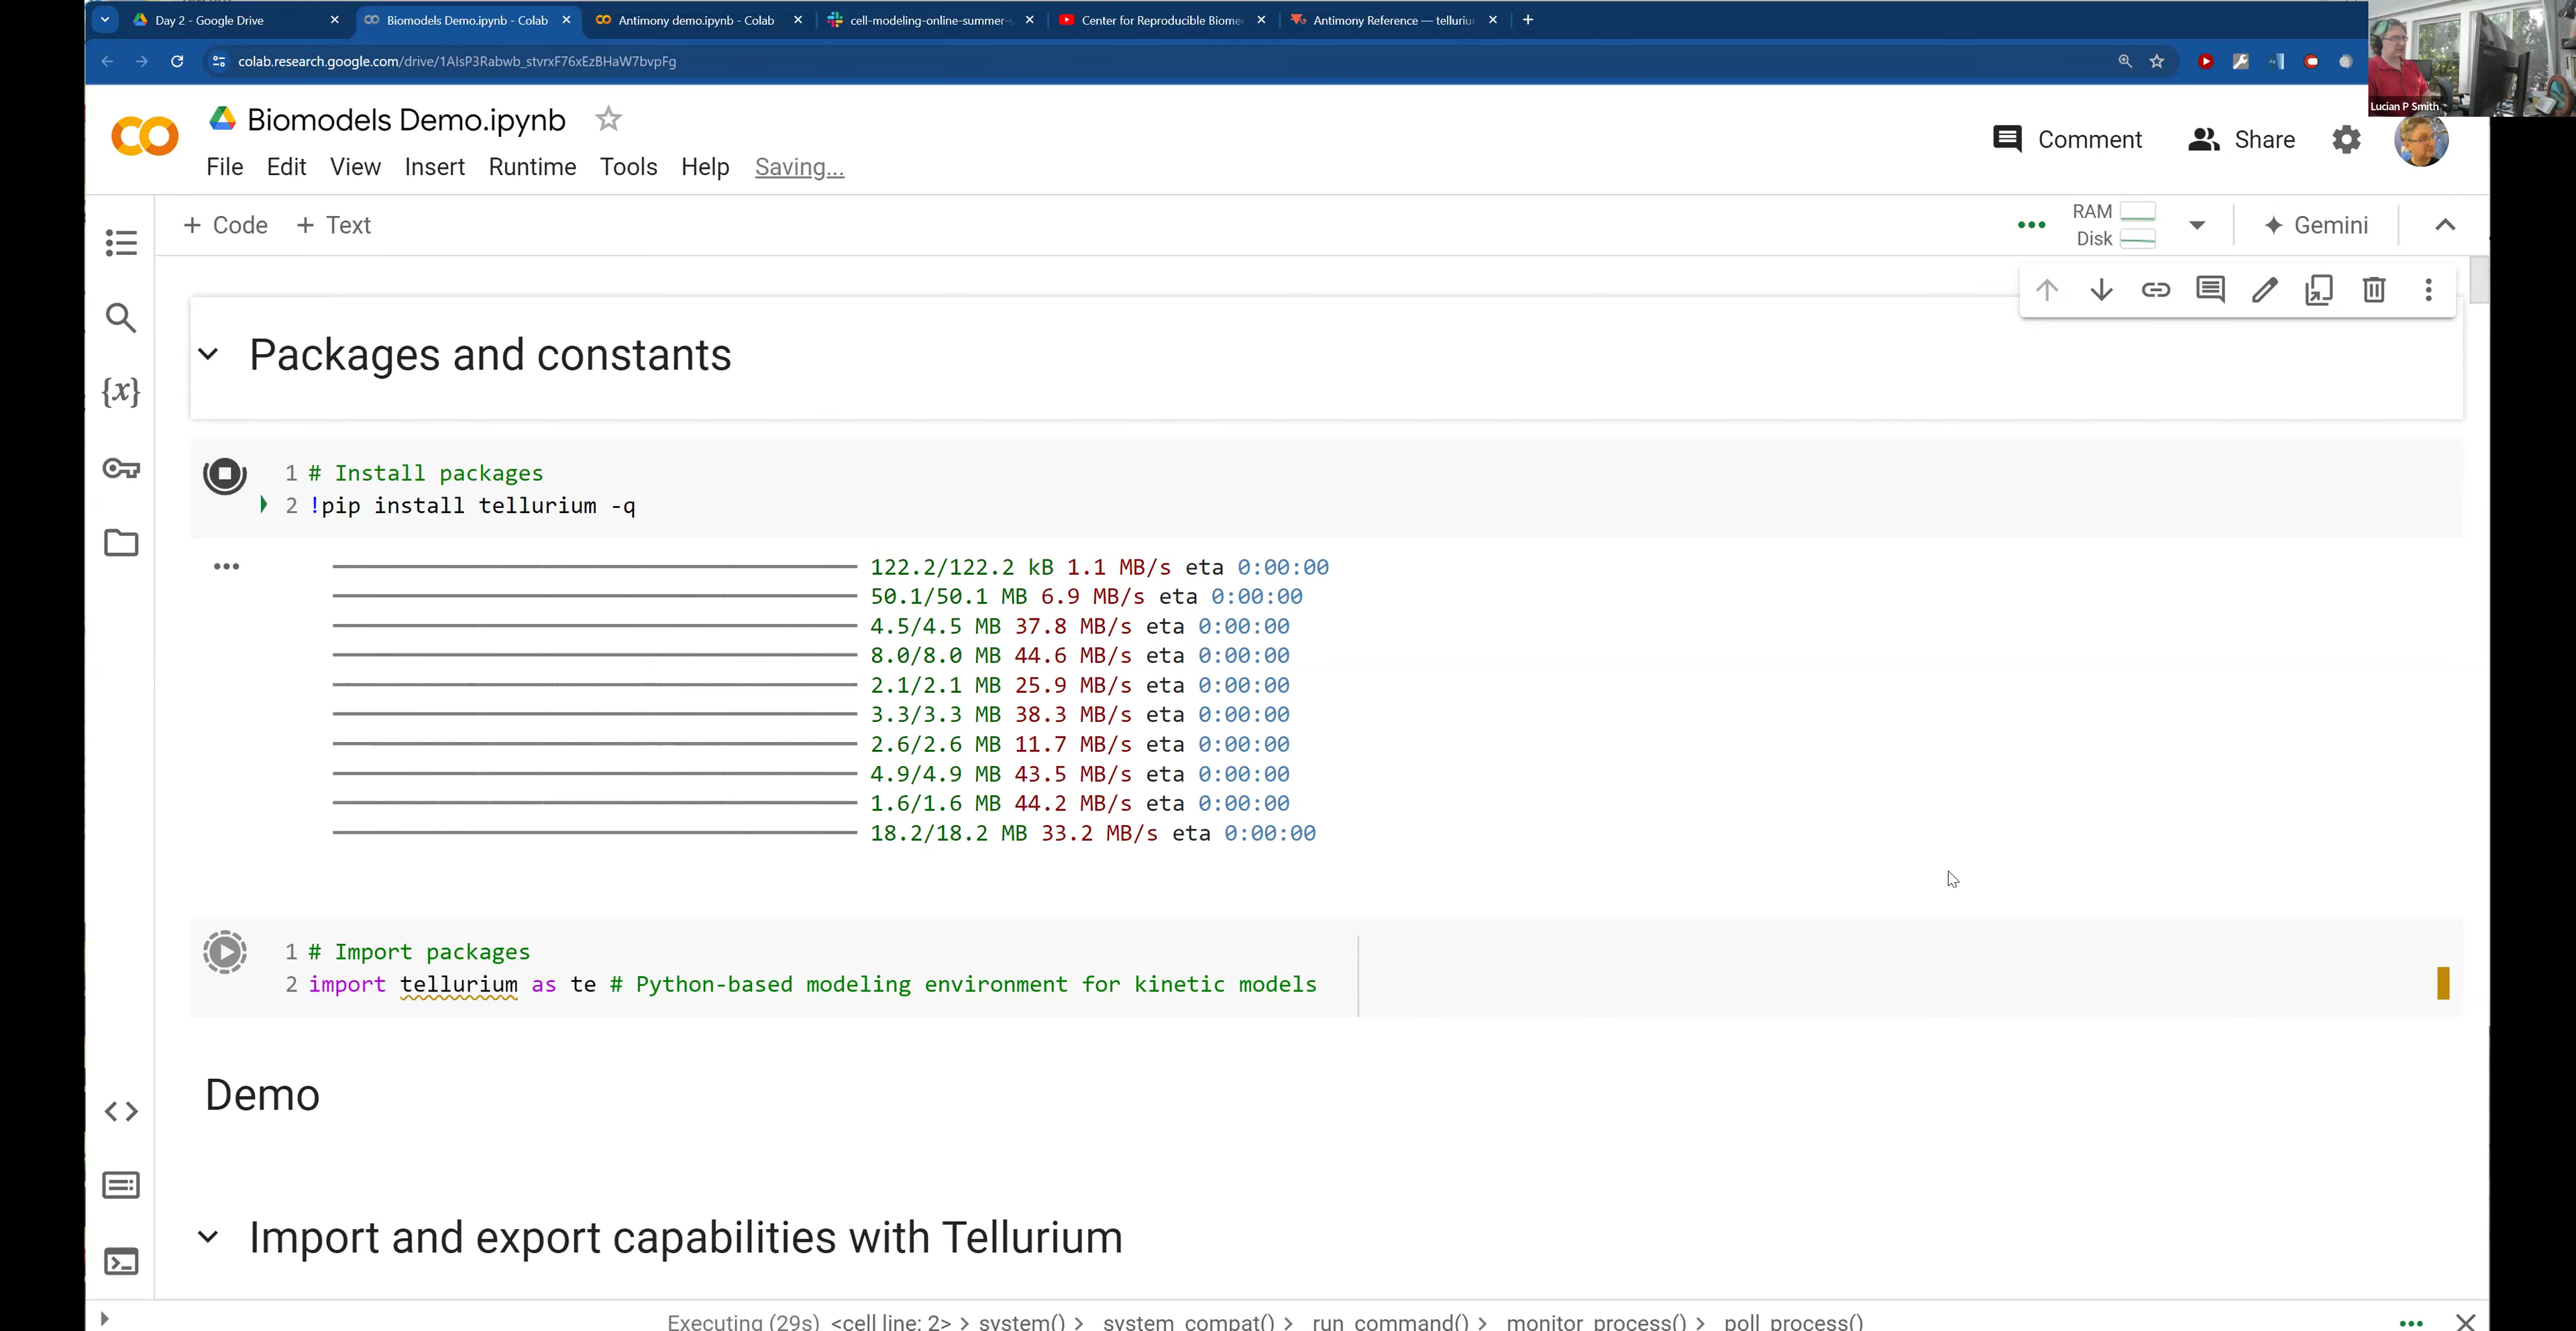 Day 2 - Google Drive
Biomodels Demo.ipynb - Colab
Antimony demo.ipynb - Colab
cell-modeling-online-summer-s
Center for Reproducible Biome
Antimony Reference — telluriu
colab.research.google.com/drive/1AIsP3Rabwb_stvrxF76xEzBHaW7bvpFg
Lucian P Smith
Biomodels Demo.ipynb
Comment
Share
File Edit View Insert Runtime Tools Help Saving...
+ Code + Text
RAM
Disk
Gemini
Packages and constants
1 # Install packages
2 !pip install tellurium -q
122.2/122.2 kB 1.1 MB/s eta 0:00:00
50.1/50.1 MB 6.9 MB/s eta 0:00:00
4.5/4.5 MB 37.8 MB/s eta 0:00:00
8.0/8.0 MB 44.6 MB/s eta 0:00:00
2.1/2.1 MB 25.9 MB/s eta 0:00:00
3.3/3.3 MB 38.3 MB/s eta 0:00:00
2.6/2.6 MB 11.7 MB/s eta 0:00:00
4.9/4.9 MB 43.5 MB/s eta 0:00:00
1.6/1.6 MB 44.2 MB/s eta 0:00:00
18.2/18.2 MB 33.2 MB/s eta 0:00:00
1 # Import packages
2 import tellurium as te # Python-based modeling environment for kinetic models
Demo
Import and export capabilities with Tellurium
Executing (29s) <cell line: 2> > system() > _system_compat() > _run_command() > _monitor_process() > _poll_process()